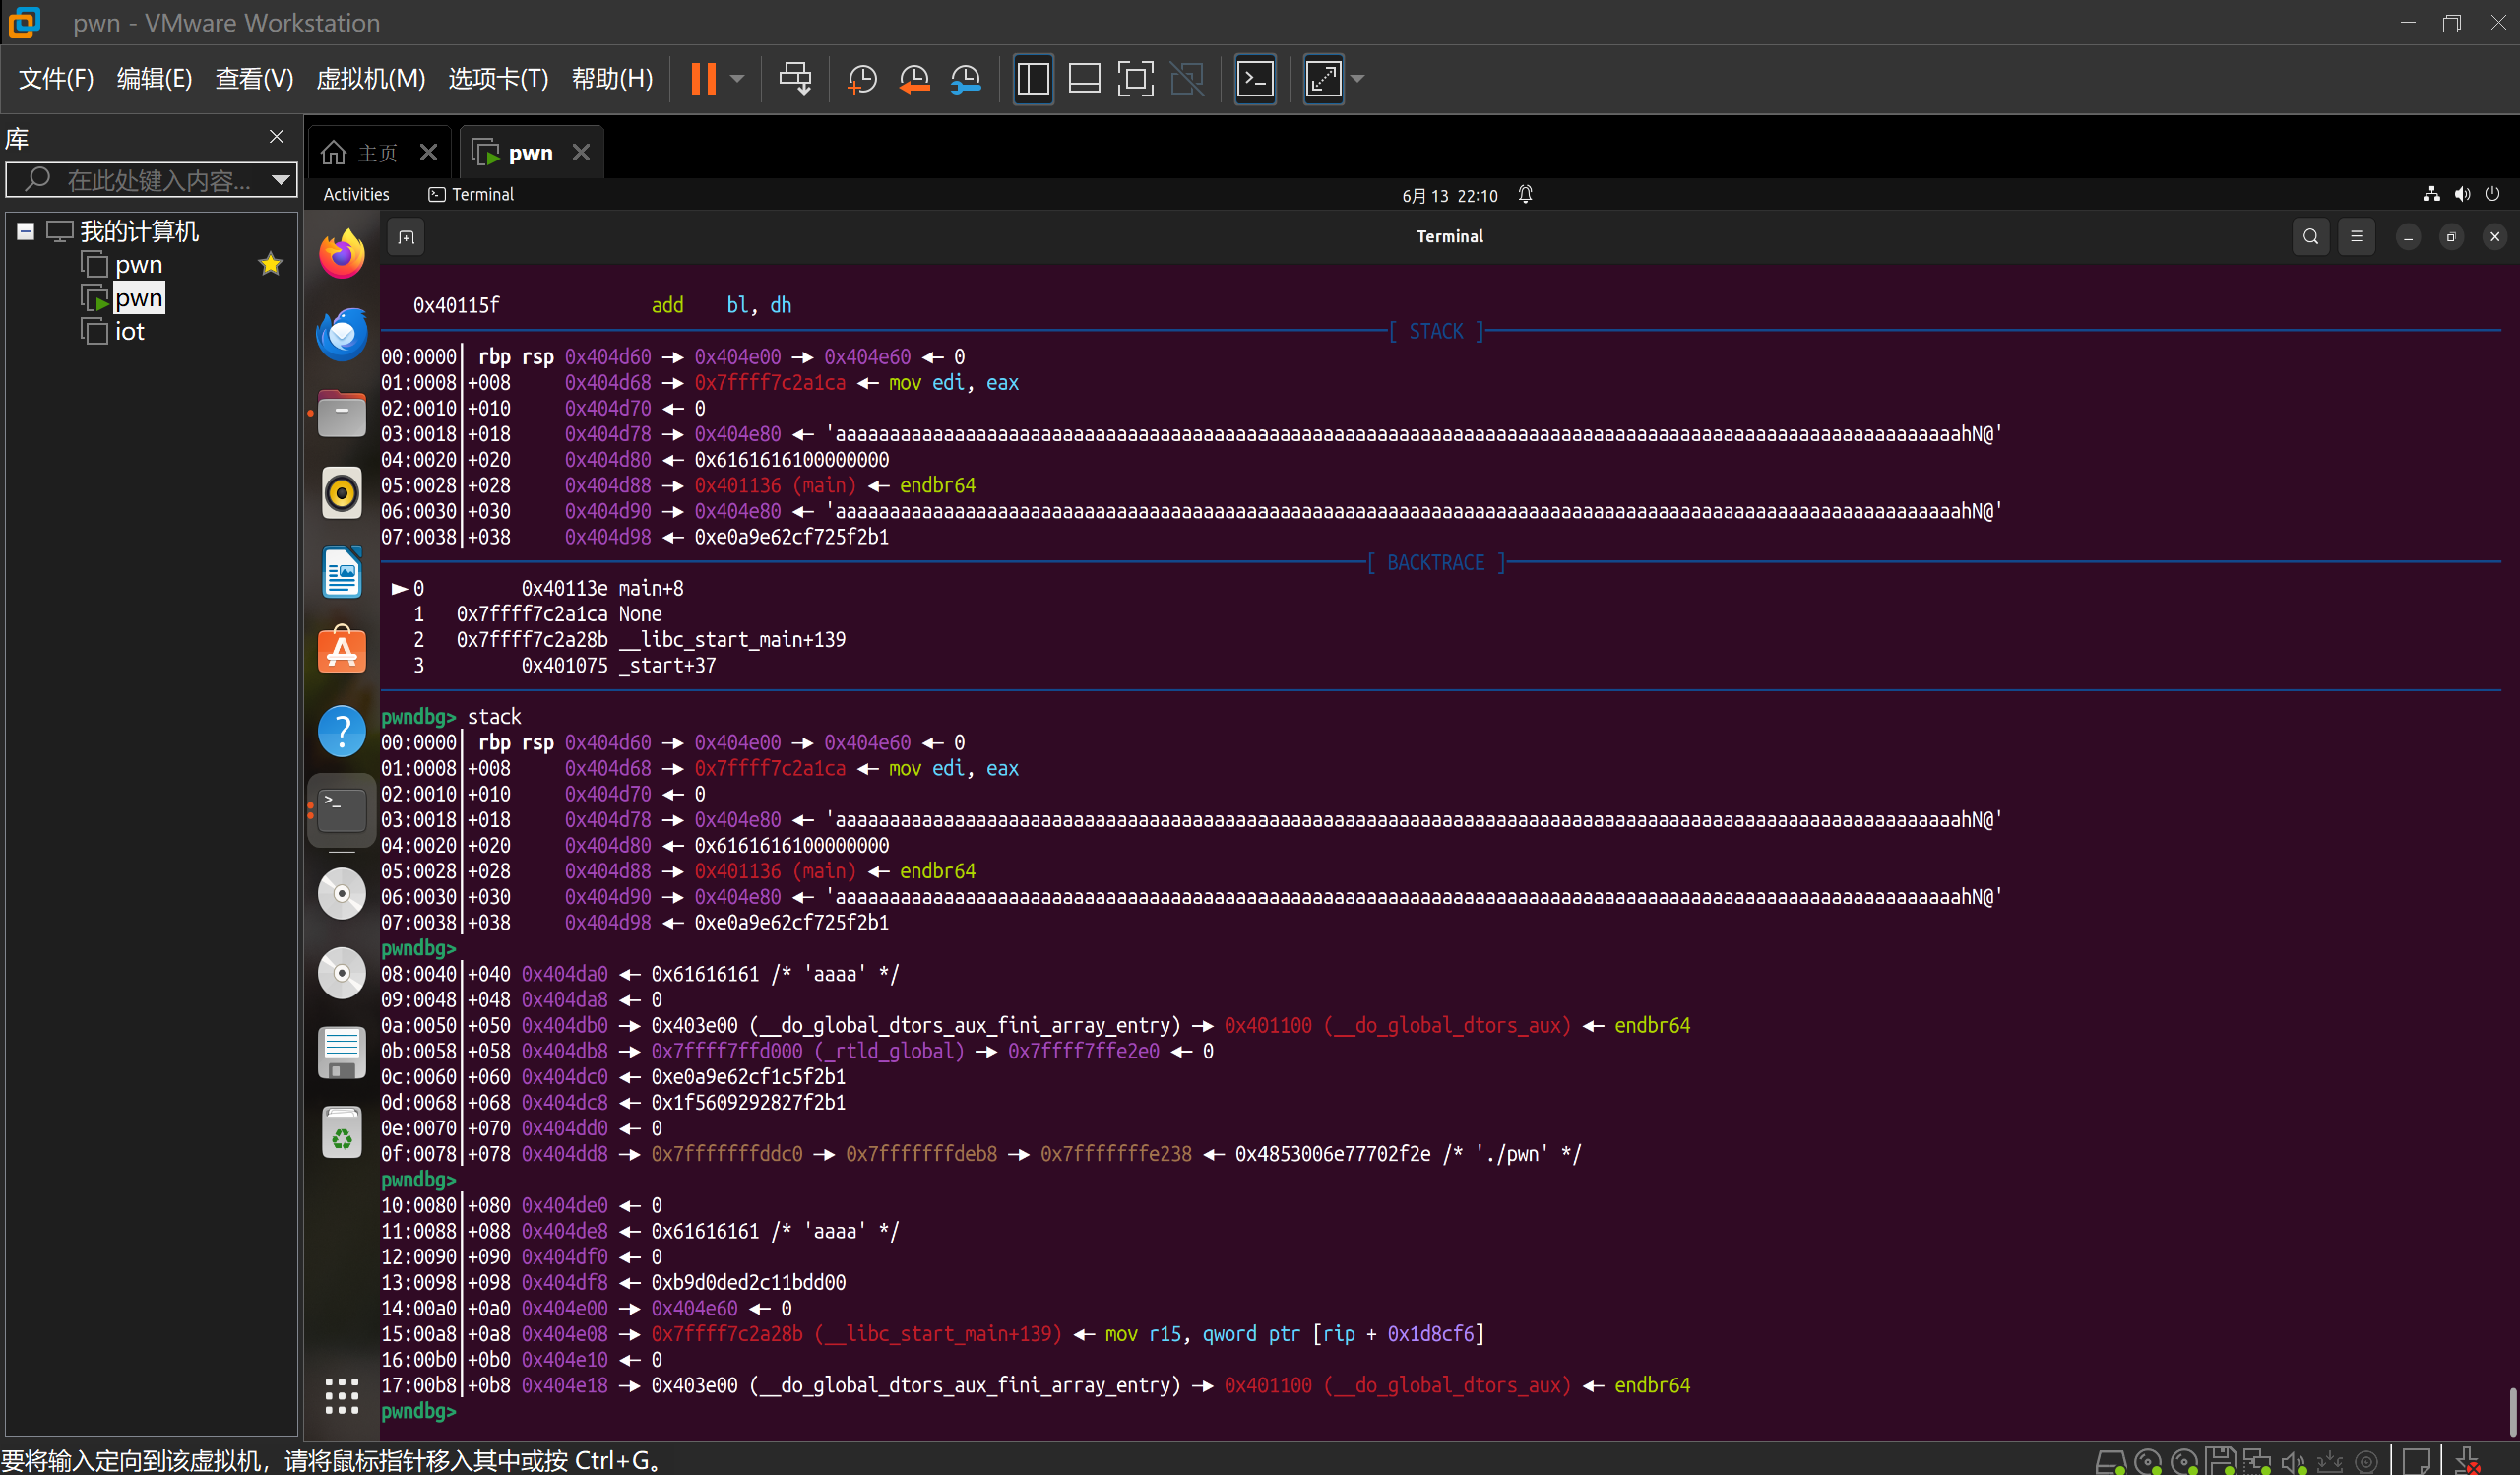 pwn - VMware Workstation
文件(F) 编辑(E) 查看(V) 虚拟机(M) 选项卡(T) 帮助(H)
库
在此处键入内容...
我的计算机
pwn
pwn
iot
主页
pwn
Activities Terminal 6月 13 22:10
Terminal
0x40115f add bl, dh
[ STACK ]
00:0000│ rbp rsp 0x404d60 —▸ 0x404e00 —▸ 0x404e60 ◂— 0
01:0008│+008 0x404d68 —▸ 0x7ffff7c2a1ca ◂— mov edi, eax
02:0010│+010 0x404d70 ◂— 0
03:0018│+018 0x404d78 —▸ 0x404e80 ◂— 'aaaaaaaaaaaaaaaaaaaaaaaaaaaaaaaaaaaaaaaaaaaaaaaaaaaaaaaaaaaaaaaaaaaaaaaaaaaaaaaaaaaaaaaaaaaaaaaaaaaaaaaahN@'
04:0020│+020 0x404d80 ◂— 0x6161616100000000
05:0028│+028 0x404d88 —▸ 0x401136 (main) ◂— endbr64
06:0030│+030 0x404d90 —▸ 0x404e80 ◂— 'aaaaaaaaaaaaaaaaaaaaaaaaaaaaaaaaaaaaaaaaaaaaaaaaaaaaaaaaaaaaaaaaaaaaaaaaaaaaaaaaaaaaaaaaaaaaaaaaaaaaaaaahN@'
07:0038│+038 0x404d98 ◂— 0xe0a9e62cf725f2b1
[ BACKTRACE ]
► 0 0x40113e main+8
1 0x7ffff7c2a1ca None
2 0x7ffff7c2a28b __libc_start_main+139
3 0x401075 _start+37
pwndbg> stack
00:0000│ rbp rsp 0x404d60 —▸ 0x404e00 —▸ 0x404e60 ◂— 0
01:0008│+008 0x404d68 —▸ 0x7ffff7c2a1ca ◂— mov edi, eax
02:0010│+010 0x404d70 ◂— 0
03:0018│+018 0x404d78 —▸ 0x404e80 ◂— 'aaaaaaaaaaaaaaaaaaaaaaaaaaaaaaaaaaaaaaaaaaaaaaaaaaaaaaaaaaaaaaaaaaaaaaaaaaaaaaaaaaaaaaaaaaaaaaaaaaaaaaaahN@'
04:0020│+020 0x404d80 ◂— 0x6161616100000000
05:0028│+028 0x404d88 —▸ 0x401136 (main) ◂— endbr64
06:0030│+030 0x404d90 —▸ 0x404e80 ◂— 'aaaaaaaaaaaaaaaaaaaaaaaaaaaaaaaaaaaaaaaaaaaaaaaaaaaaaaaaaaaaaaaaaaaaaaaaaaaaaaaaaaaaaaaaaaaaaaaaaaaaaaaahN@'
07:0038│+038 0x404d98 ◂— 0xe0a9e62cf725f2b1
pwndbg>
08:0040│+040 0x404da0 ◂— 0x61616161 /* 'aaaa' */
09:0048│+048 0x404da8 ◂— 0
0a:0050│+050 0x404db0 —▸ 0x403e00 (__do_global_dtors_aux_fini_array_entry) —▸ 0x401100 (__do_global_dtors_aux) ◂— endbr64
0b:0058│+058 0x404db8 —▸ 0x7ffff7ffd000 (_rtld_global) —▸ 0x7ffff7ffe2e0 ◂— 0
0c:0060│+060 0x404dc0 ◂— 0xe0a9e62cf1c5f2b1
0d:0068│+068 0x404dc8 ◂— 0x1f5609292827f2b1
0e:0070│+070 0x404dd0 ◂— 0
0f:0078│+078 0x404dd8 —▸ 0x7fffffffddc0 —▸ 0x7fffffffdeb8 —▸ 0x7fffffffe238 ◂— 0x4853006e77702f2e /* './pwn' */
pwndbg>
10:0080│+080 0x404de0 ◂— 0
11:0088│+088 0x404de8 ◂— 0x61616161 /* 'aaaa' */
12:0090│+090 0x404df0 ◂— 0
13:0098│+098 0x404df8 ◂— 0xb9d0ded2c11bdd00
14:00a0│+0a0 0x404e00 —▸ 0x404e60 ◂— 0
15:00a8│+0a8 0x404e08 —▸ 0x7ffff7c2a28b (__libc_start_main+139) ◂— mov r15, qword ptr [rip + 0x1d8cf6]
16:00b0│+0b0 0x404e10 ◂— 0
17:00b8│+0b8 0x404e18 —▸ 0x403e00 (__do_global_dtors_aux_fini_array_entry) —▸ 0x401100 (__do_global_dtors_aux) ◂— endbr64
pwndbg>
要将输入定向到该虚拟机，请将鼠标指针移入其中或按 Ctrl+G。